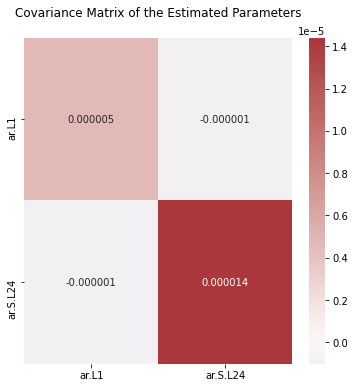 Covariance Matrix of the Estimated Parameters
1e−5
1.4
1.2
1.0
0.8
0.6
0.4
0.2
0.0
ar.L1
0.000005
-0.000001
ar.S.L24
-0.000001
0.000014
ar.L1
ar.S.L24